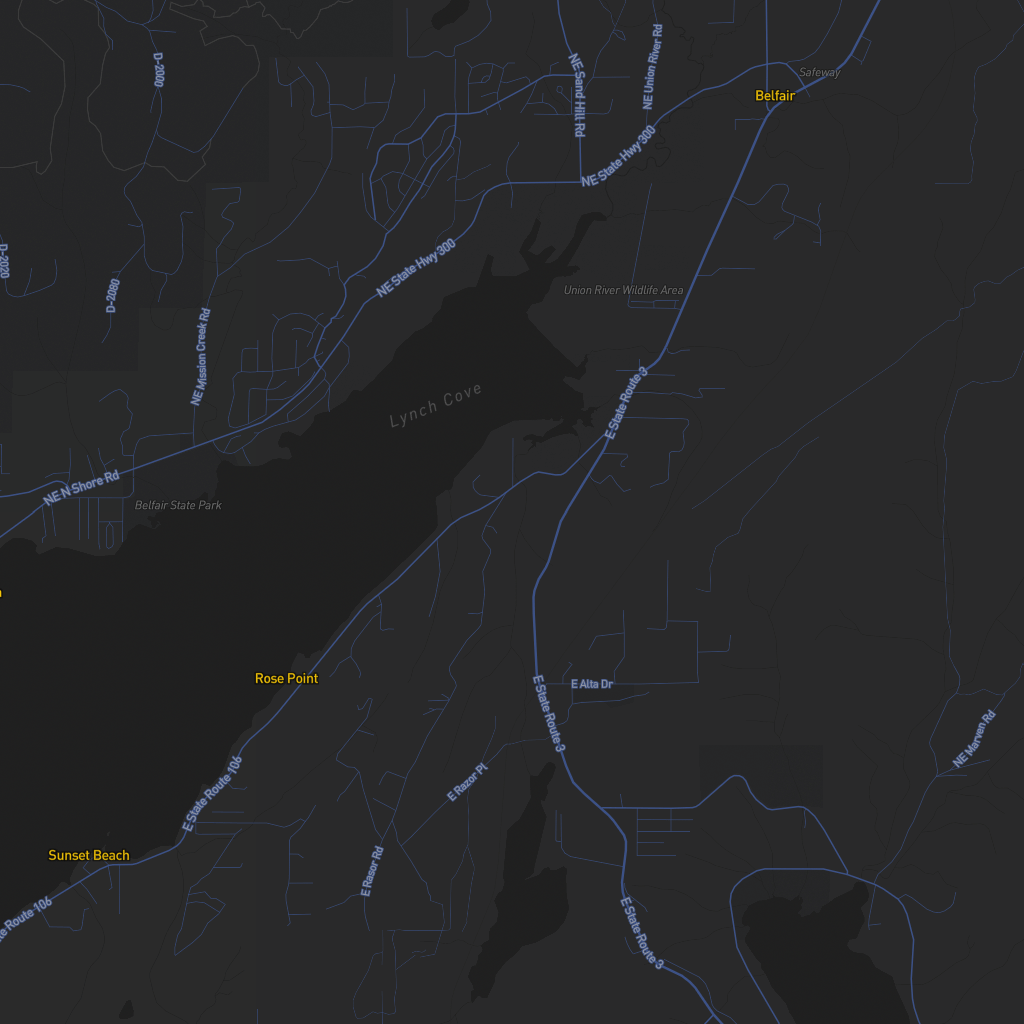 D-2000
NE Sand Hill Rd
NE Union River Rd
Safeway
Belfair
NE State Hwy 300
D-2020
D-2080
NE State Hwy 300
Union River Wildlife Area
NE Mission Creek Rd
Lynch Cove
E State Route 3
NE N Shore Rd
Belfair State Park
Rose Point
E Alta Dr
E State Route 3
NE Marven Rd
E State Route 106
E Razor Pl
Sunset Beach
E Rasor Rd
Route 106
E State Route 3